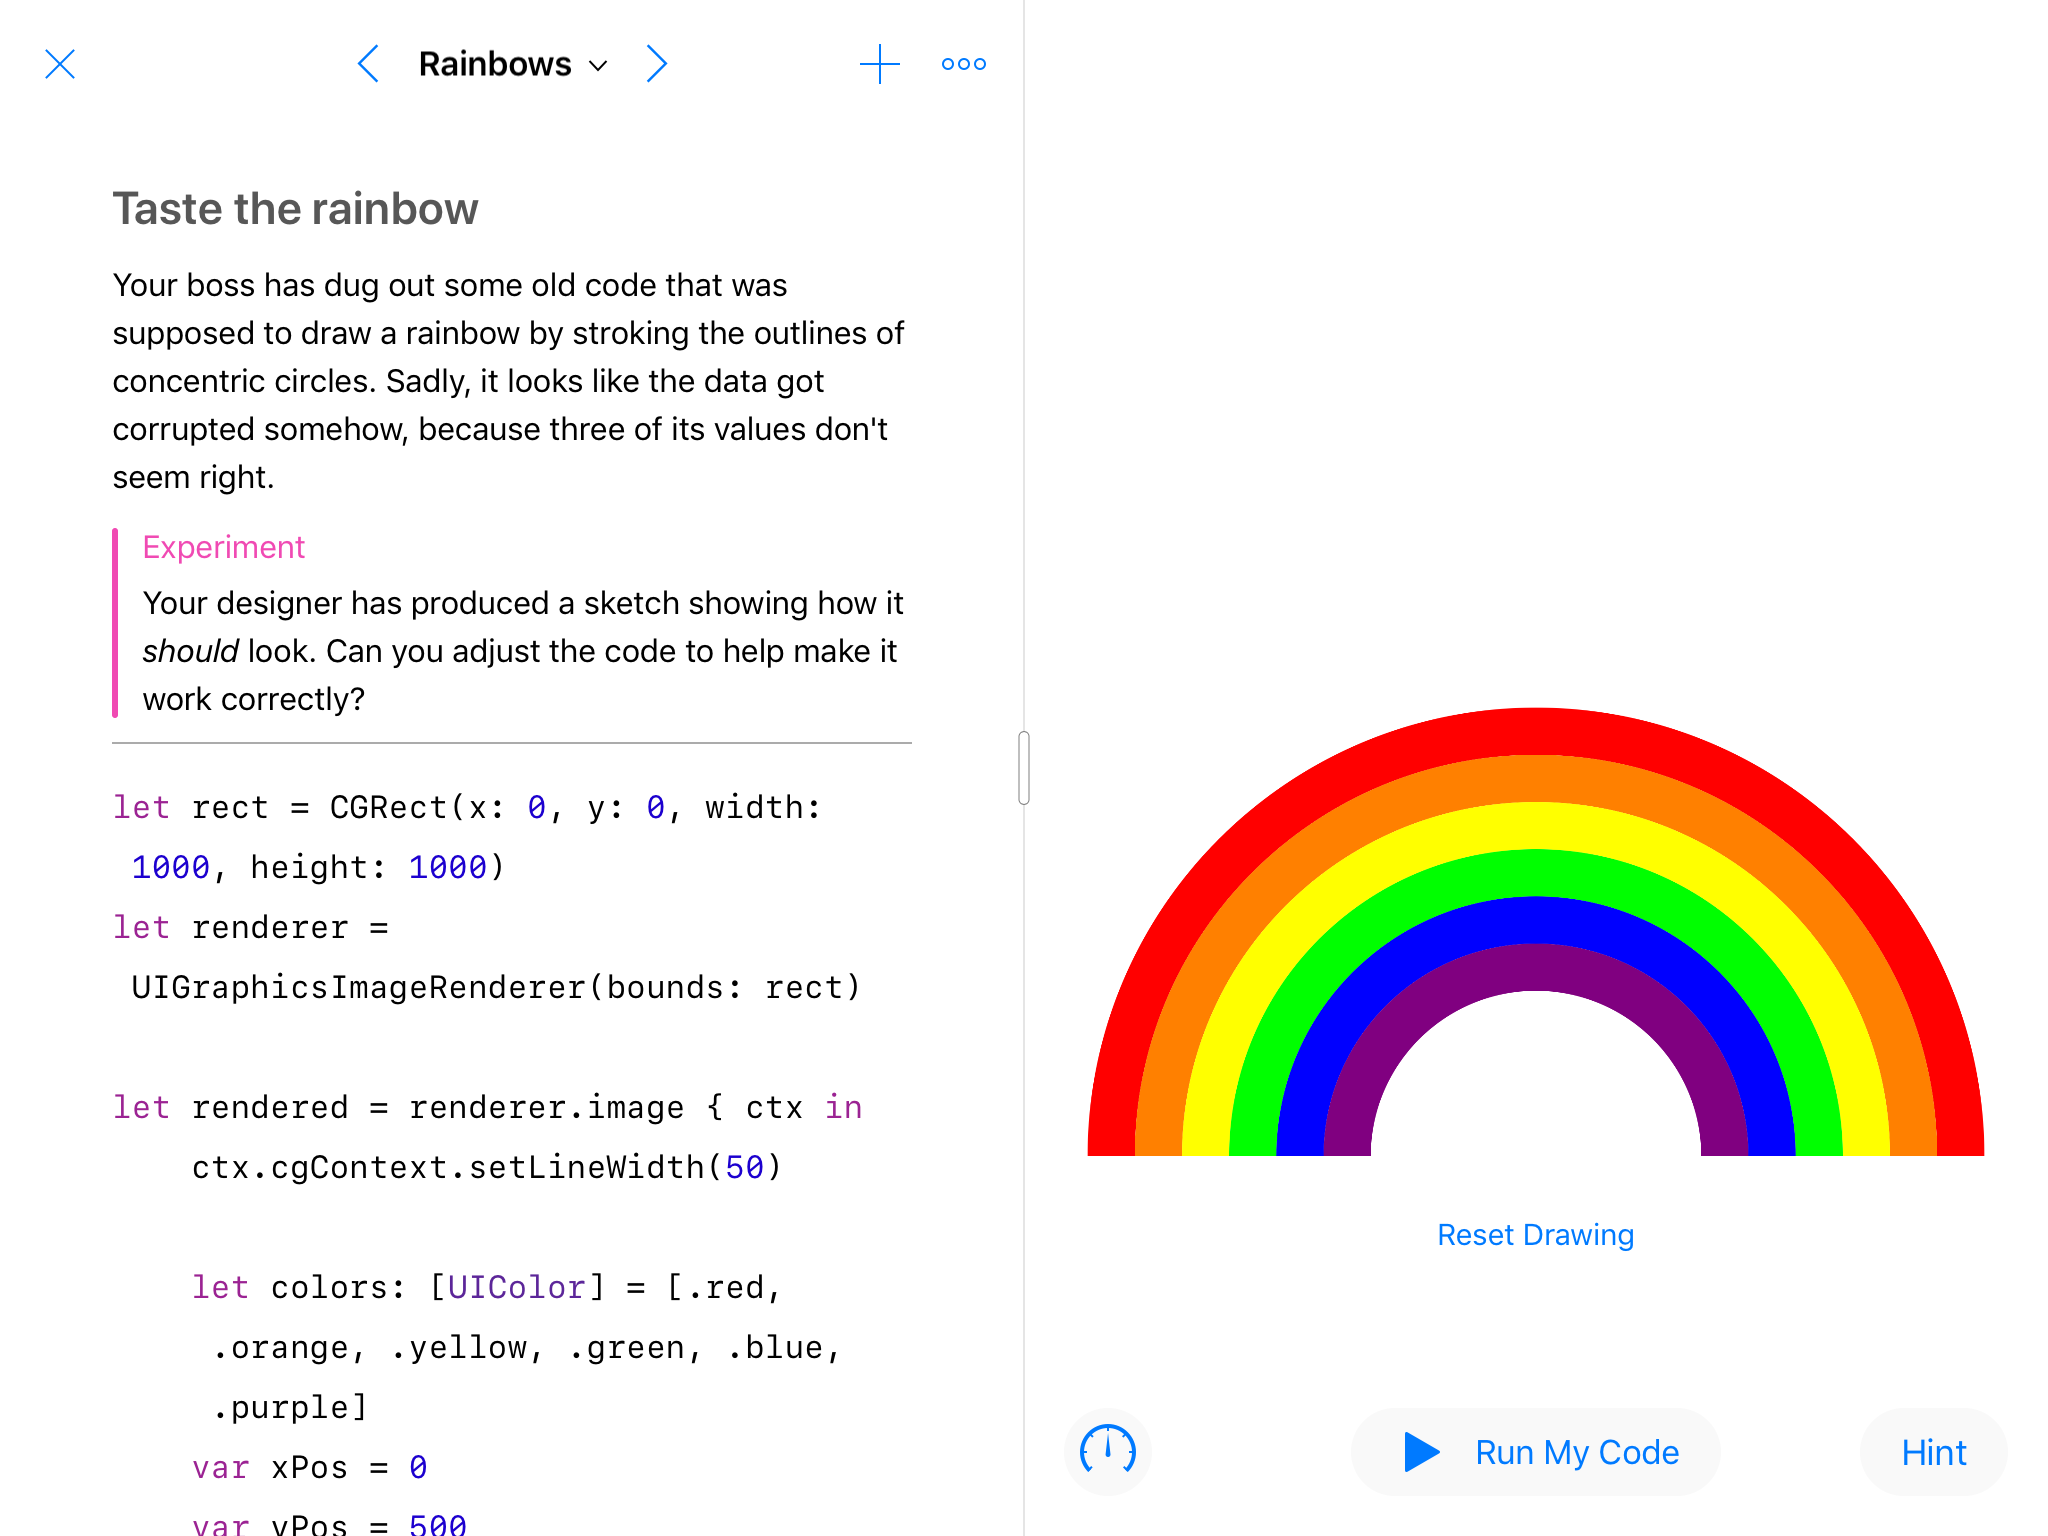 Rainbows
Taste the rainbow
Your boss has dug out some old code that was
supposed to draw a rainbow by stroking the outlines of
concentric circles. Sadly, it looks like the data got
corrupted somehow, because three of its values don't
seem right.
Experiment
Your designer has produced a sketch showing how it
should look. Can you adjust the code to help make it
work correctly?
let rect = CGRect(x: 0, y: 0, width:
1000, height: 1000)
let renderer =
UIGraphicsImageRenderer(bounds: rect)
let rendered = renderer.image { ctx in
ctx.cgContext.setLineWidth(50)
let colors: [UIColor] = [.red,
.orange, .yellow, .green, .blue,
.purple]
var xPos = 0
var yPos = 500
Reset Drawing
Run My Code
Hint